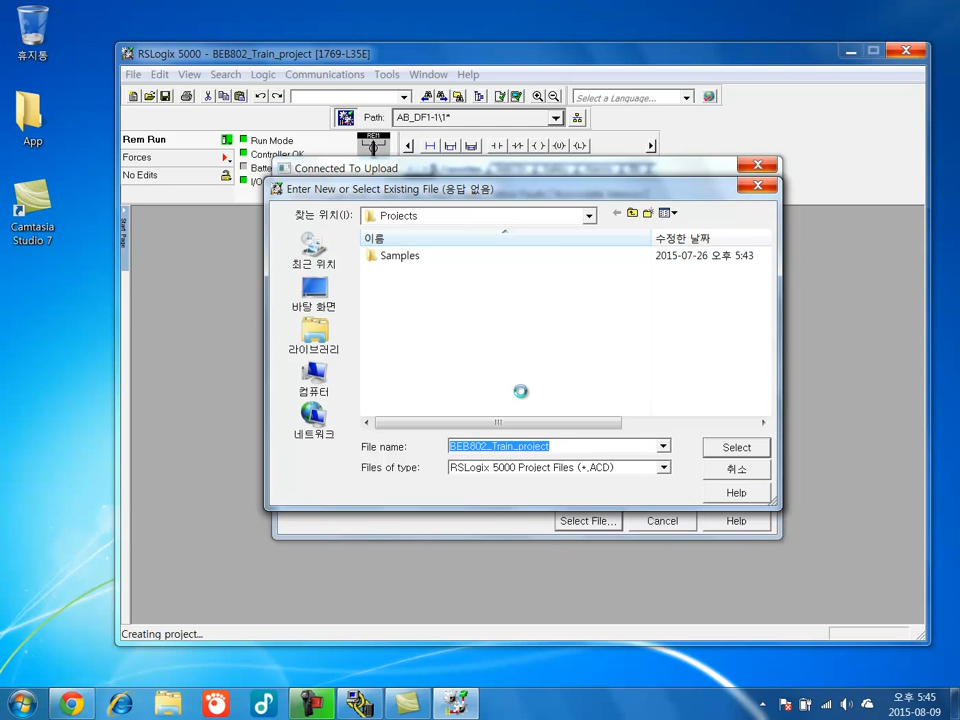 휴지통
App
Camtasia
Studio 7
RSLogix 5000 - BEB802_Train_project [1769-L35E]
File Edit View Search Logic Communications Tools Window Help
Select a Language...
Path: AB_DF1-1\1*
Rem Run
Run Mode
REM
Forces
No Edits
Start Page
Connected To Upload
Enter New or Select Existing File (응답 없음)
찾는 위치(I): Projects
이름 수정한 날짜
Samples 2015-07-26 오후 5:43
최근 위치
바탕 화면
라이브러리
컴퓨터
네트워크
File name: BEB802_Train_project Select
Files of type: RSLogix 5000 Project Files (*.ACD) 취소
Help
Select File... Cancel Help
Creating project...
오후 5:45
2015-08-09